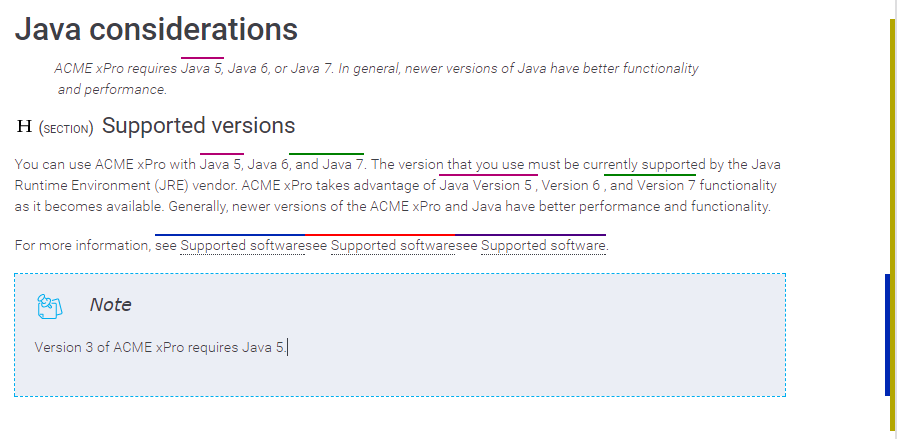 Java considerations
ACME xPro requires Java 5, Java 6, or Java 7. In general, newer versions of Java have better functionality
and performance.
H (SECTION) Supported versions
You can use ACME xPro with Java 5, Java 6, and Java 7. The version that you use must be currently supported by the Java
Runtime Environment (JRE) vendor. ACME xPro takes advantage of Java Version 5 , Version 6 , and Version 7 functionality
as it becomes available. Generally, newer versions of the ACME xPro and Java have better performance and functionality.
For more information, see Supported softwaresee Supported softwaresee Supported software.
Note
Version 3 of ACME xPro requires Java 5.